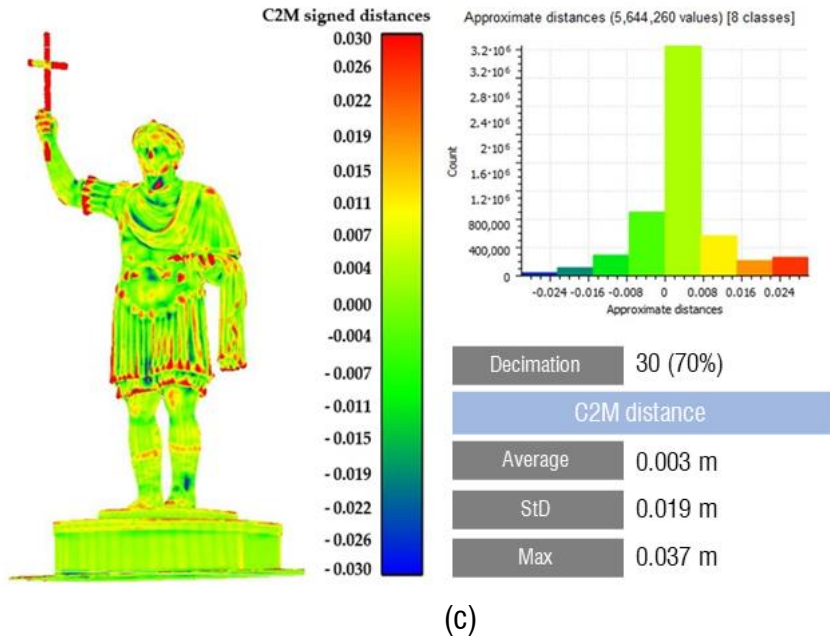 C2M signed distances
0.030
0.026
0.022
0.019
0.015
0.011
0.007
0.004
0.000
-0.004
-0.007
-0.011
-0.015
-0.019
-0.022
-0.026
-0.030
Approximate distances (5,644,260 values) [8 classes]
3.2·10⁶
3.2·10⁶
2.8·10⁶
2.4·10⁶
2·10⁶
1.6·10⁶
1.2·10⁶
800,000
400,000
0
Count
-0.024 -0.016 -0.008 0 0.008 0.016 0.024
Approximate distances
Decimation 30 (70%)
C2M distance
Average 0.003 m
StD 0.019 m
Max 0.037 m
(c)